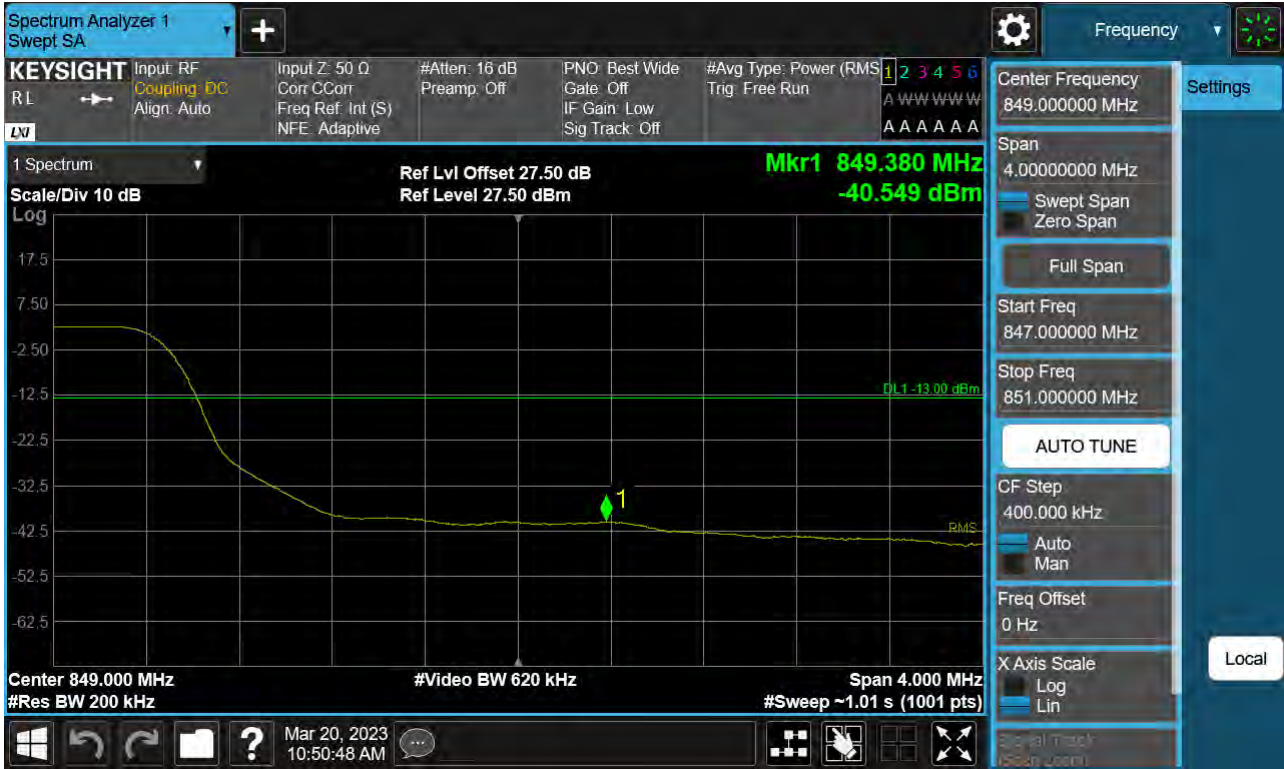 Spectrum Analyzer 1
Swept SA
+
Frequency
KEYSIGHT
R L
LXI
Input: RF
Coupling: DC
Align: Auto
Input Z: 50 Ω
Corr CCorr
Freq Ref: Int (S)
NFE: Adaptive
#Atten: 16 dB
Preamp: Off
PNO: Best Wide
Gate: Off
IF Gain: Low
Sig Track: Off
#Avg Type: Power (RMS
Trig: Free Run
1 2 3 4 5 6
A W W W W W
A A A A A A
1 Spectrum
Scale/Div 10 dB
Log
Ref Lvl Offset 27.50 dB
Ref Level 27.50 dBm
Mkr1 849.380 MHz
-40.549 dBm
17.5
7.50
-2.50
-12.5
-22.5
-32.5
-42.5
-52.5
-62.5
DL1 -13.00 dBm
1
RMS
Center 849.000 MHz
#Res BW 200 kHz
#Video BW 620 kHz
Span 4.000 MHz
#Sweep ~1.01 s (1001 pts)
Center Frequency
849.000000 MHz
Span
4.00000000 MHz
Swept Span
Zero Span
Full Span
Start Freq
847.000000 MHz
Stop Freq
851.000000 MHz
AUTO TUNE
CF Step
400.000 kHz
Auto
Man
Freq Offset
0 Hz
X Axis Scale
Log
Lin
Signal Track
(Span Zoom)
Settings
Local
?
Mar 20, 2023
10:50:48 AM